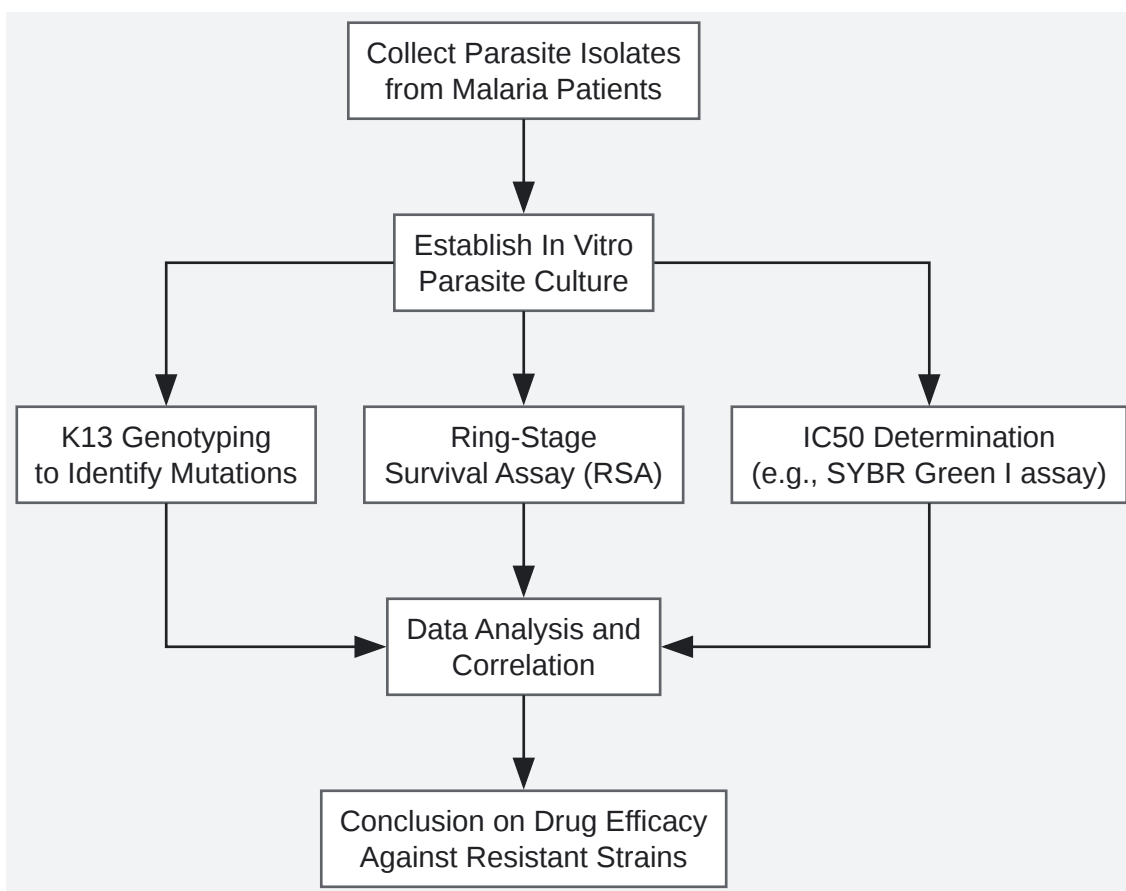 Collect Parasite Isolates
from Malaria Patients
Establish In Vitro
Parasite Culture
K13 Genotyping
to Identify Mutations
Ring-Stage
Survival Assay (RSA)
IC50 Determination
(e.g., SYBR Green I assay)
Data Analysis and
Correlation
Conclusion on Drug Efficacy
Against Resistant Strains